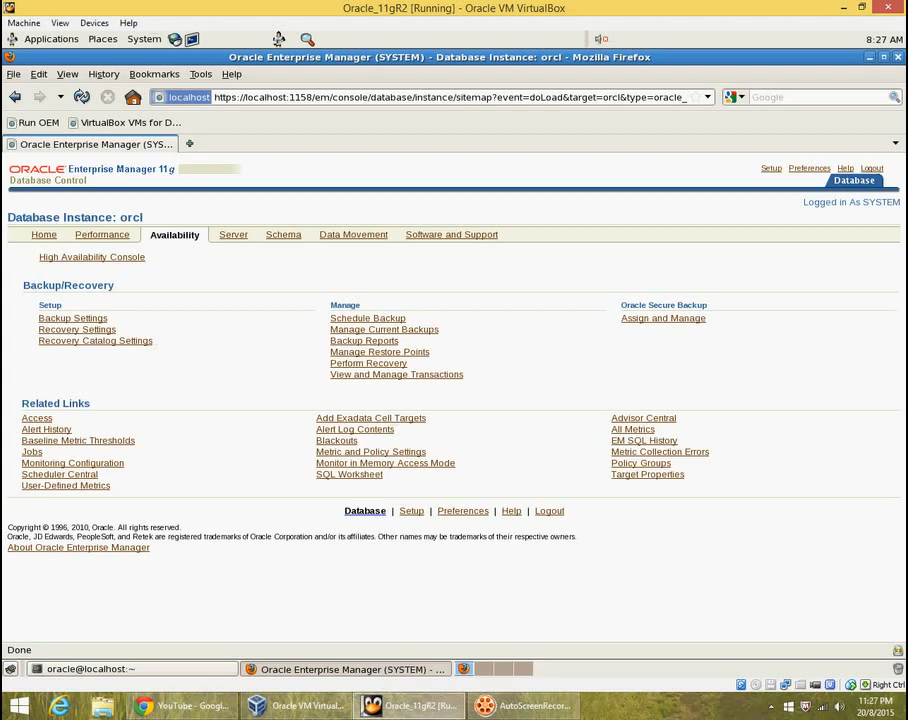 Oracle_11gR2 [Running] - Oracle VM VirtualBox
Machine View Devices Help
Applications Places System 8:27 AM
Oracle Enterprise Manager (SYSTEM) - Database Instance: orcl - Mozilla Firefox
File Edit View History Bookmarks Tools Help
localhost https://localhost:1158/em/console/database/instance/sitemap?event=doLoad&target=orcl&type=oracle_ Google
Run OEM VirtualBox VMs for D...
Oracle Enterprise Manager (SYS...
ORACLE Enterprise Manager 11g
Setup Preferences Help Logout
Database Control
Database
Logged in As SYSTEM
Database Instance: orcl
Home Performance Availability Server Schema Data Movement Software and Support
High Availability Console
Backup/Recovery
Setup Manage Oracle Secure Backup
Backup Settings Schedule Backup Assign and Manage
Recovery Settings Manage Current Backups
Recovery Catalog Settings Backup Reports
Manage Restore Points
Perform Recovery
View and Manage Transactions
Related Links
Access Add Exadata Cell Targets Advisor Central
Alert History Alert Log Contents All Metrics
Baseline Metric Thresholds Blackouts EM SQL History
Jobs Metric and Policy Settings Metric Collection Errors
Monitoring Configuration Monitor in Memory Access Mode Policy Groups
Scheduler Central SQL Worksheet Target Properties
User-Defined Metrics
Database | Setup | Preferences | Help | Logout
Copyright © 1996, 2010, Oracle. All rights reserved.
Oracle, JD Edwards, PeopleSoft, and Retek are registered trademarks of Oracle Corporation and/or its affiliates. Other names may be trademarks of their respective owners.
About Oracle Enterprise Manager
Done
oracle@localhost:~ Oracle Enterprise Manager (SYSTEM) - ...
Right Ctrl
YouTube - Googl... Oracle VM Virtual... Oracle_11gR2 [Ru... AutoScreenRecor...
11:27 PM
20/8/2015